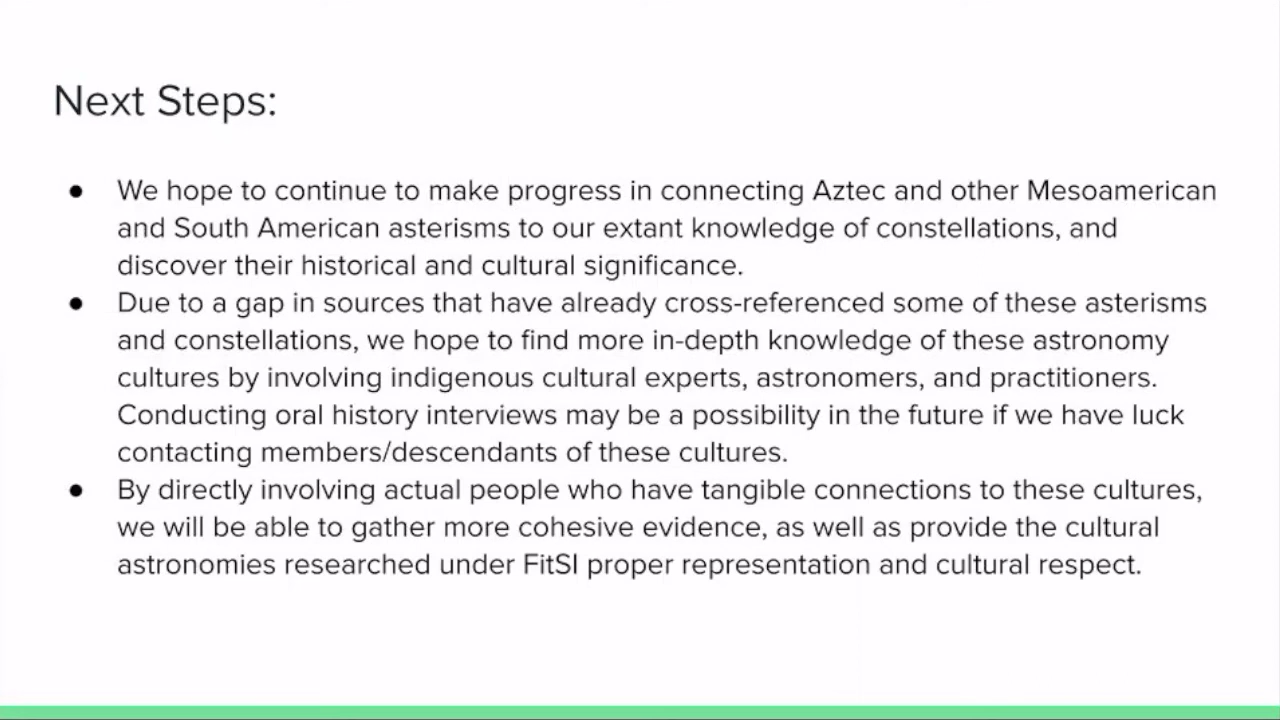 Next Steps:
● We hope to continue to make progress in connecting Aztec and other Mesoamerican
and South American asterisms to our extant knowledge of constellations, and
discover their historical and cultural significance.
● Due to a gap in sources that have already cross-referenced some of these asterisms
and constellations, we hope to find more in-depth knowledge of these astronomy
cultures by involving indigenous cultural experts, astronomers, and practitioners.
Conducting oral history interviews may be a possibility in the future if we have luck
contacting members/descendants of these cultures.
● By directly involving actual people who have tangible connections to these cultures,
we will be able to gather more cohesive evidence, as well as provide the cultural
astronomies researched under FitSI proper representation and cultural respect.